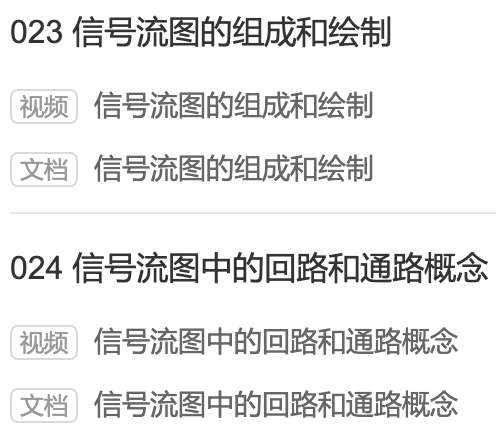 023 信号流图的组成和绘制
视频 信号流图的组成和绘制
文档 信号流图的组成和绘制
024 信号流图中的回路和通路概念
视频 信号流图中的回路和通路概念
文档 信号流图中的回路和通路概念